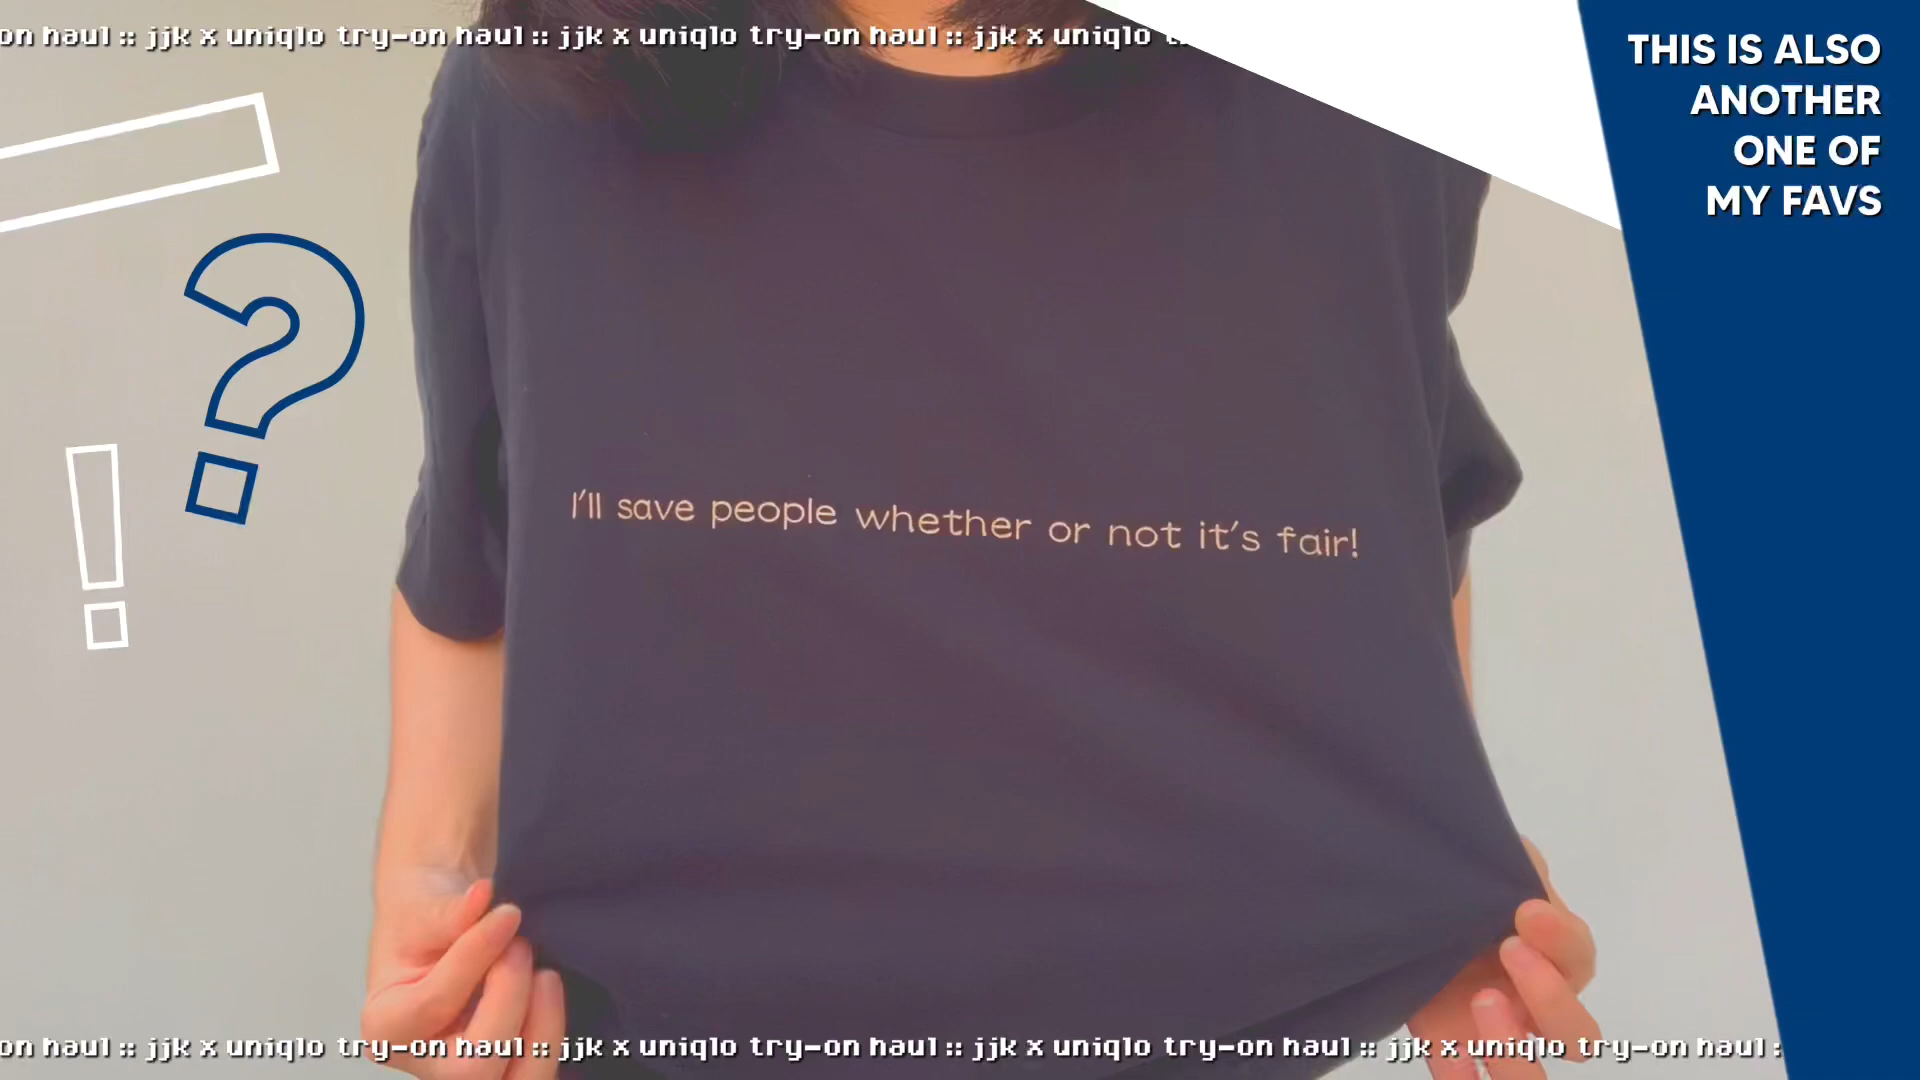 on haul :: jjk x uniqlo try-on haul :: jjk x uniqlo try-on haul :: jjk x uniqlo
THIS IS ALSO
ANOTHER
ONE OF
MY FAVS
I'll save people whether or not it's fair!
on haul :: jjk x uniqlo try-on haul :: jjk x uniqlo try-on haul :: jjk x uniqlo try-on haul :: jjk x uniqlo try-on haul :